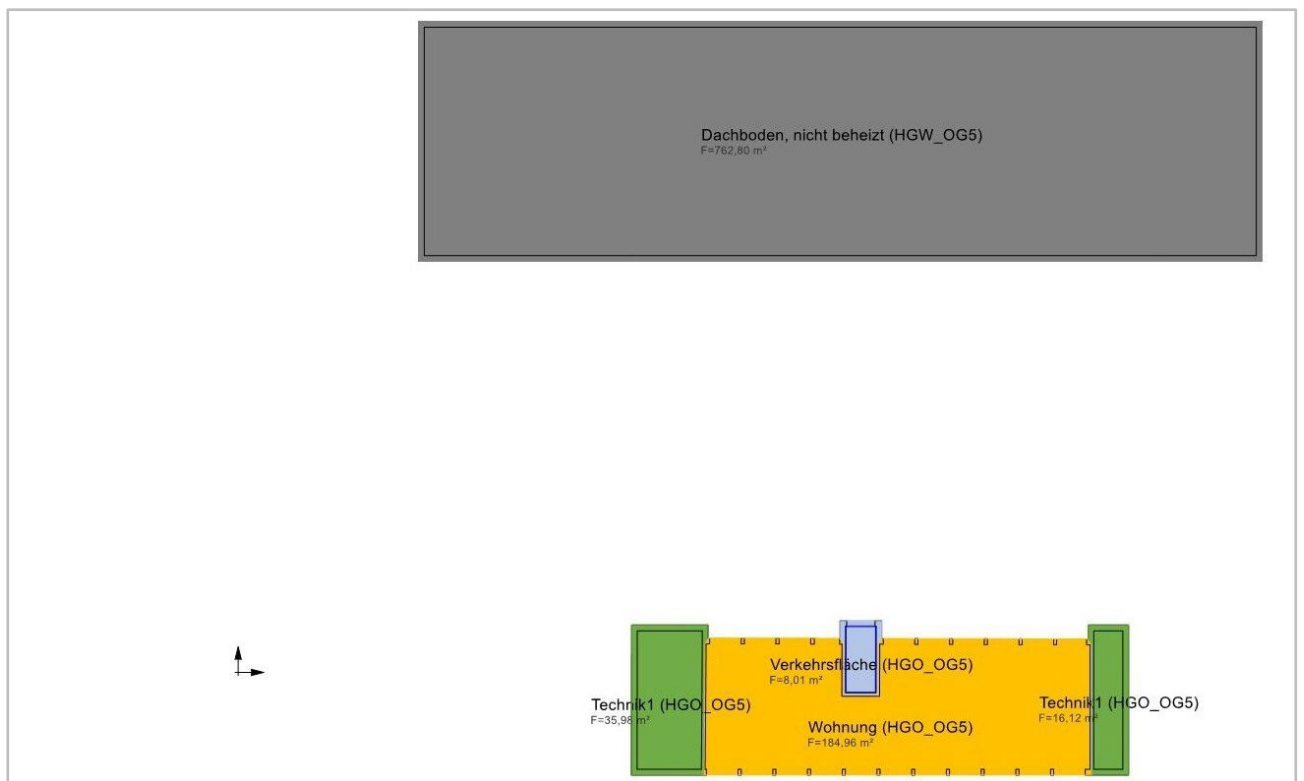 Dachboden, nicht beheizt (HGW_OG5)
F=762,80 m²
Verkehrsfläche (HGO_OG5)
F=8,01 m²
Technik1 (HGO_OG5)
F=35,98 m²
Technik1 (HGO_OG5)
F=16,12 m²
Wohnung (HGO_OG5)
F=184,96 m²